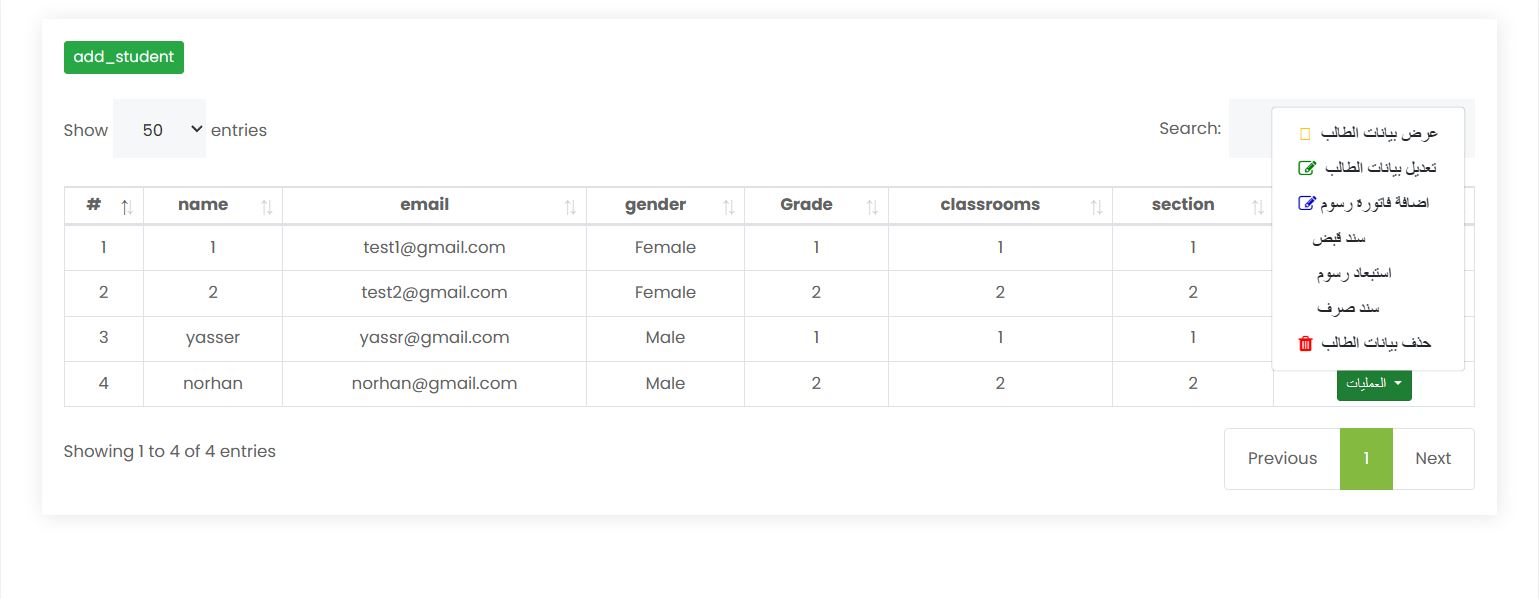 add_student
Show 50 entries
Search:
عرض بيانات الطالب
تعديل بيانات الطالب
اضافة فاتورة رسوم
سند قبض
استبعاد رسوم
سند صرف
حذف بيانات الطالب
# name email gender Grade classrooms section
1 1 test1@gmail.com Female 1 1 1
2 2 test2@gmail.com Female 2 2 2
3 yasser yassr@gmail.com Male 1 1 1
4 norhan norhan@gmail.com Male 2 2 2 العمليات
Showing 1 to 4 of 4 entries
Previous 1 Next